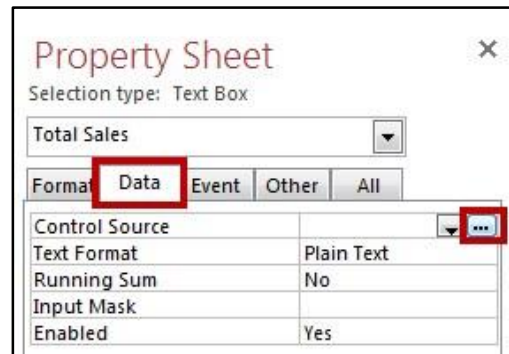 Property Sheet
Selection type: Text Box
Total Sales
Format Data Event Other All
Control Source ...
Text Format Plain Text
Running Sum No
Input Mask
Enabled Yes